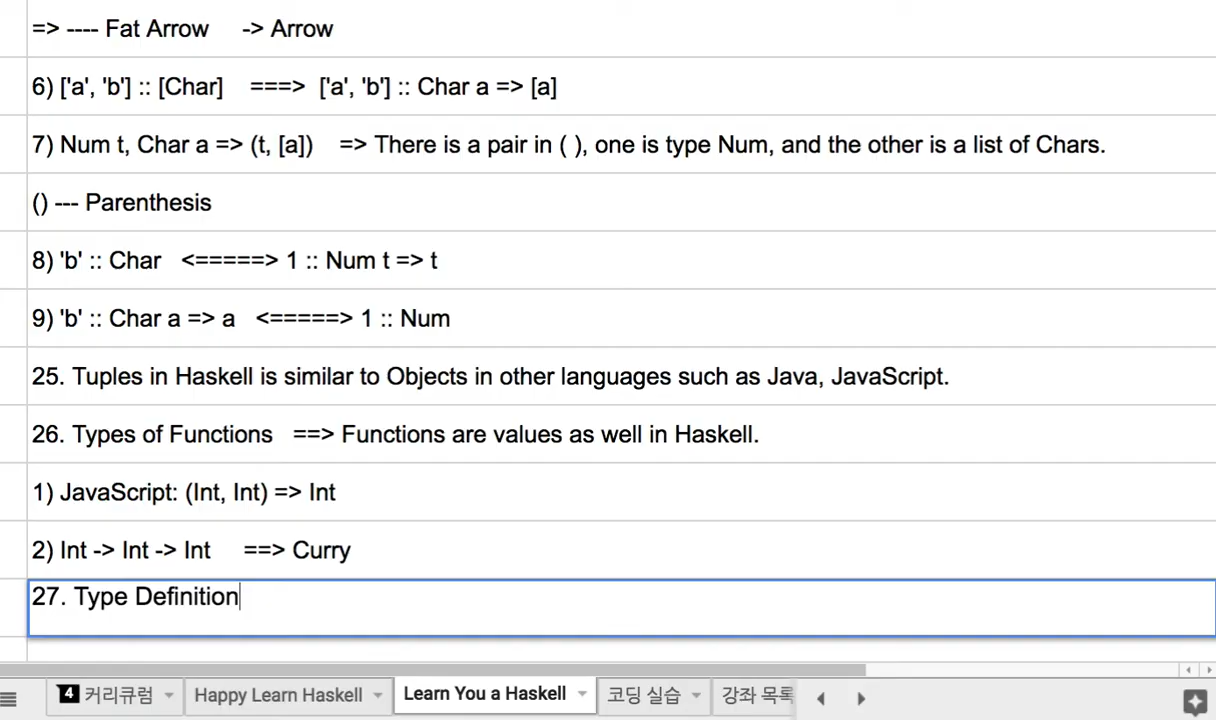 => ---- Fat Arrow -> Arrow
6) ['a', 'b'] :: [Char] ===> ['a', 'b'] :: Char a => [a]
7) Num t, Char a => (t, [a]) => There is a pair in ( ), one is type Num, and the other is a list of Chars.
() --- Parenthesis
8) 'b' :: Char <=====> 1 :: Num t => t
9) 'b' :: Char a => a <=====> 1 :: Num
25. Tuples in Haskell is similar to Objects in other languages such as Java, JavaScript.
26. Types of Functions ==> Functions are values as well in Haskell.
1) JavaScript: (Int, Int) => Int
2) Int -> Int -> Int ==> Curry
27. Type Definition
4 커리큐럼 Happy Learn Haskell Learn You a Haskell 코딩 실습 강좌 목록